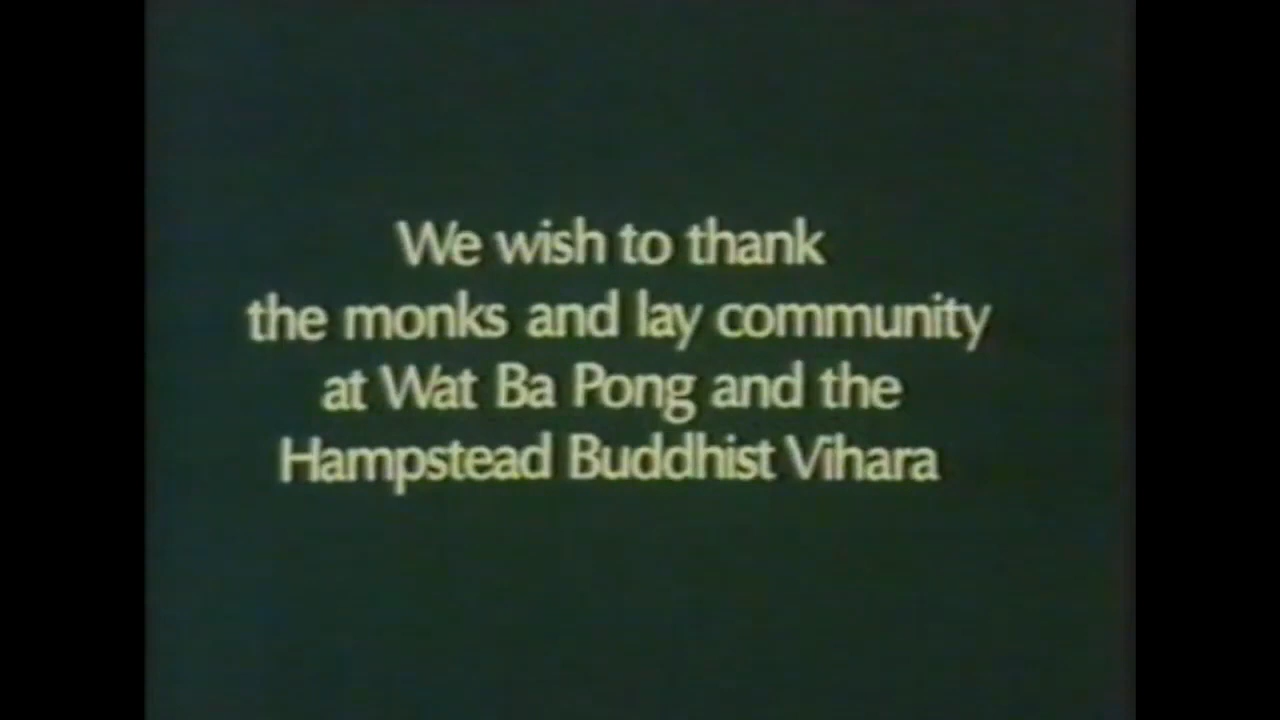 We wish to thank
the monks and lay community
at Wat Ba Pong and the
Hampstead Buddhist Vihara